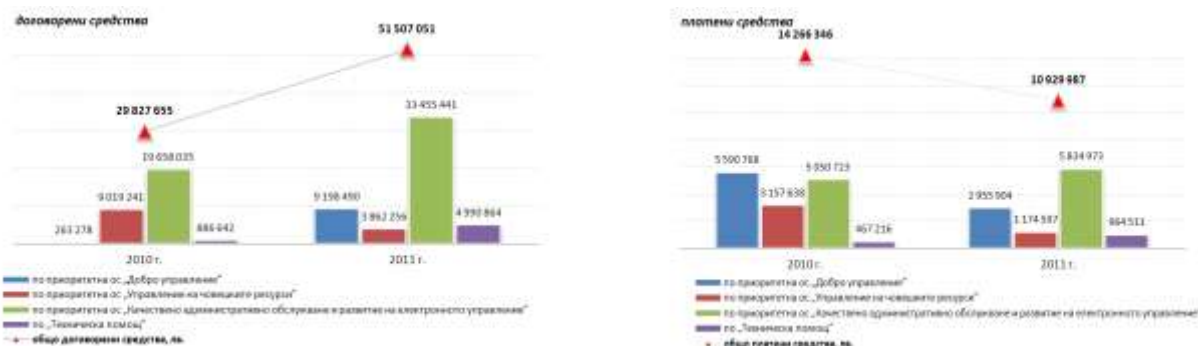 договорени средства
51 507 051
29 827 655
33 455 441
19 658 035
9 019 241
9 198 490
263 278
886 642
3 862 256
4 990 864
2010 г.
2011 г.
по приоритетна ос „Добро управление“
по приоритетна ос „Управление на човешките ресурси“
по приоритетна ос „Качествено административно обслужване и развитие на електронното управление“
по „Техническа помощ“
общо договорени средства, лв.
платени средства
14 266 346
10 929 987
5 590 768
5 050 723
5 834 973
3 157 638
2 955 904
467 216
1 174 597
964 511
2010 г.
2011 г.
по приоритетна ос „Добро управление“
по приоритетна ос „Управление на човешките ресурси“
по приоритетна ос „Качествено административно обслужване и развитие на електронното управление“
по „Техническа помощ“
общо платени средства, лв.